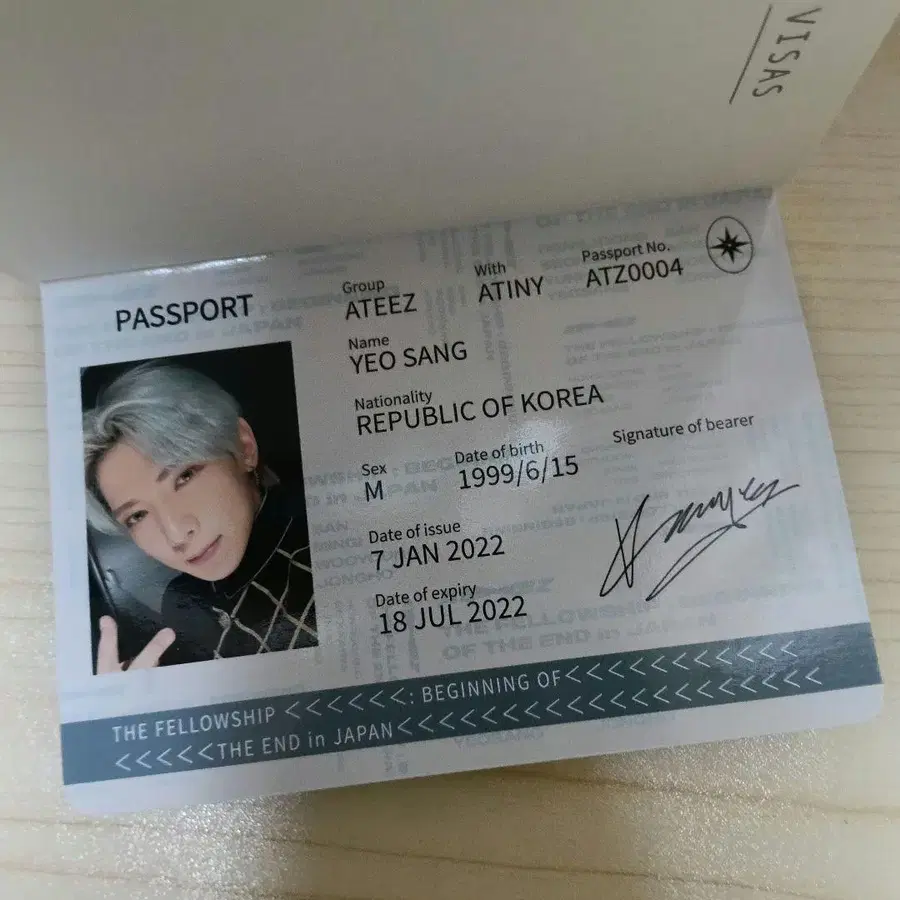 VISAS
PASSPORT
Group
ATEEZ
With
ATINY
Passport No.
ATZ0004
Name
YEO SANG
Nationality
REPUBLIC OF KOREA
Sex
M
Date of birth
1999/6/15
Signature of bearer
Date of issue
7 JAN 2022
Date of expiry
18 JUL 2022
THE FELLOWSHIP <<<<<<: BEGINNING OF<<<<<<<<<<<
<<<<<THE END in JAPAN<<<<<<<<<<<<<<<<<<<<